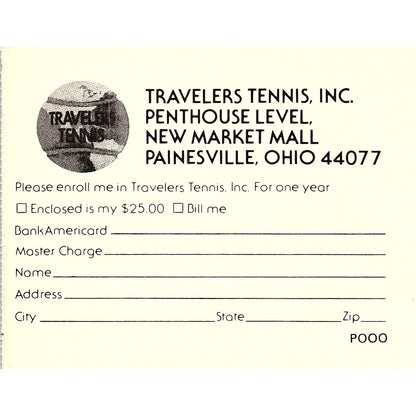 TRAVELERS TENNIS
TRAVELERS TENNIS, INC.
PENTHOUSE LEVEL,
NEW MARKET MALL
PAINESVILLE, OHIO 44077
Please enroll me in Travelers Tennis, Inc. For one year
☐ Enclosed is my $25.00 ☐ Bill me
BankAmericard
Master Charge
Name
Address
City State Zip
POOO